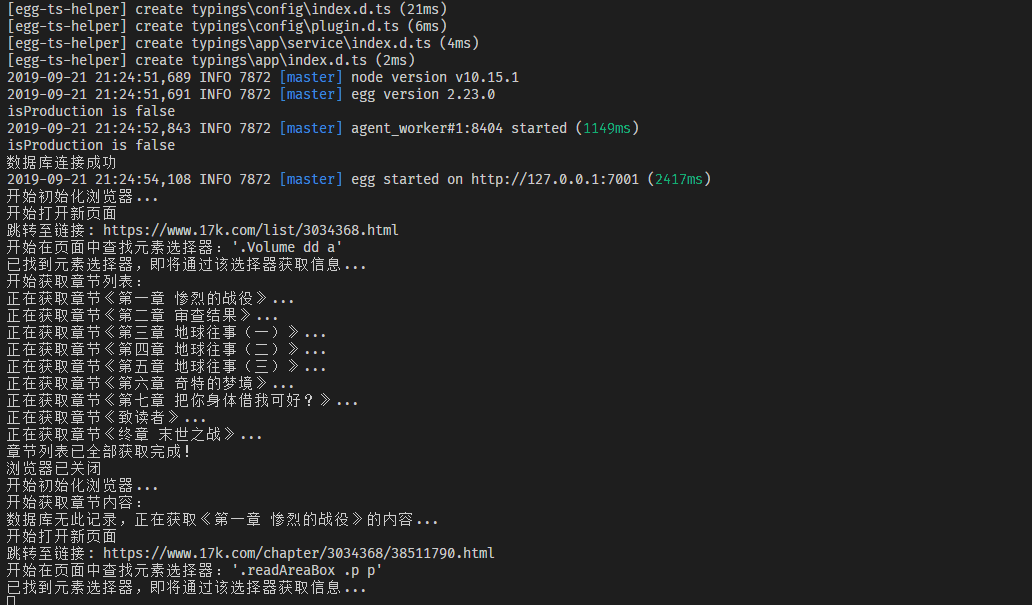 [egg-ts-helper] create typings\config\index.d.ts (21ms)
[egg-ts-helper] create typings\config\plugin.d.ts (6ms)
[egg-ts-helper] create typings\app\service\index.d.ts (4ms)
[egg-ts-helper] create typings\app\index.d.ts (2ms)
2019-09-21 21:24:51,689 INFO 7872 [master] node version v10.15.1
2019-09-21 21:24:51,691 INFO 7872 [master] egg version 2.23.0
isProduction is false
2019-09-21 21:24:52,843 INFO 7872 [master] agent_worker#1:8404 started (1149ms)
isProduction is false
数据库连接成功
2019-09-21 21:24:54,108 INFO 7872 [master] egg started on http://127.0.0.1:7001 (2417ms)
开始初始化浏览器...
开始打开新页面
跳转至链接: https://www.17k.com/list/3034368.html
开始在页面中查找元素选择器：'.Volume dd a'
已找到元素选择器，即将通过该选择器获取信息...
开始获取章节列表：
正在获取章节《第一章 惨烈的战役》...
正在获取章节《第二章 审查结果》...
正在获取章节《第三章 地球往事（一）》...
正在获取章节《第四章 地球往事（二）》...
正在获取章节《第五章 地球往事（三）》...
正在获取章节《第六章 奇特的梦境》...
正在获取章节《第七章 把你身体借我可好？》...
正在获取章节《致读者》...
正在获取章节《终章 末世之战》...
章节列表已全部获取完成！
浏览器已关闭
开始初始化浏览器...
开始获取章节内容：
数据库无此记录，正在获取《第一章 惨烈的战役》的内容...
开始打开新页面
跳转至链接: https://www.17k.com/chapter/3034368/38511790.html
开始在页面中查找元素选择器：'.readAreaBox .p p'
已找到元素选择器，即将通过该选择器获取信息...